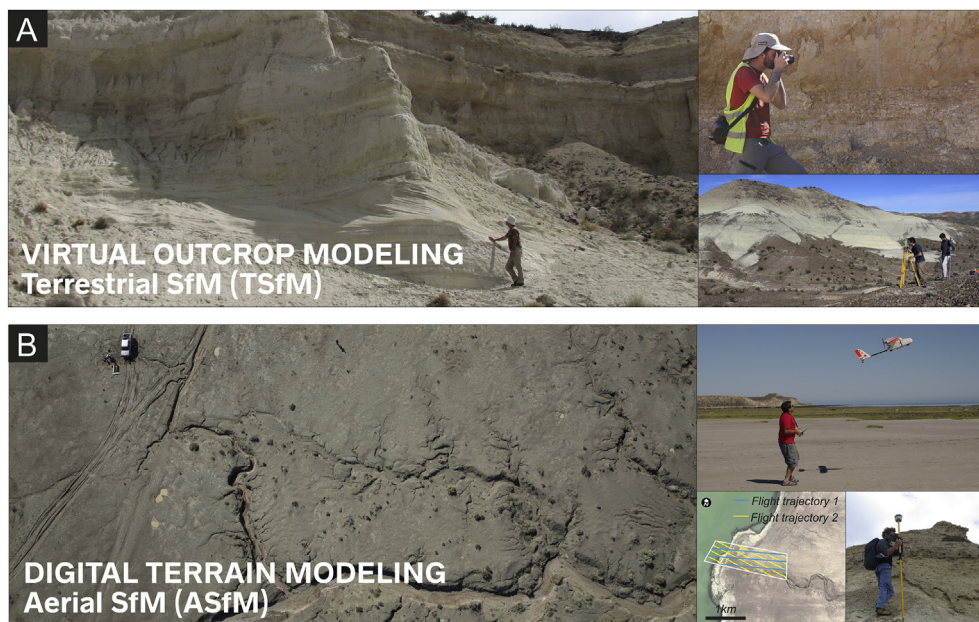 A
VIRTUAL OUTCROP MODELING
Terrestrial SfM (TSfM)
B
DIGITAL TERRAIN MODELING
Aerial SfM (ASfM)
Flight trajectory 1
Flight trajectory 2
1km